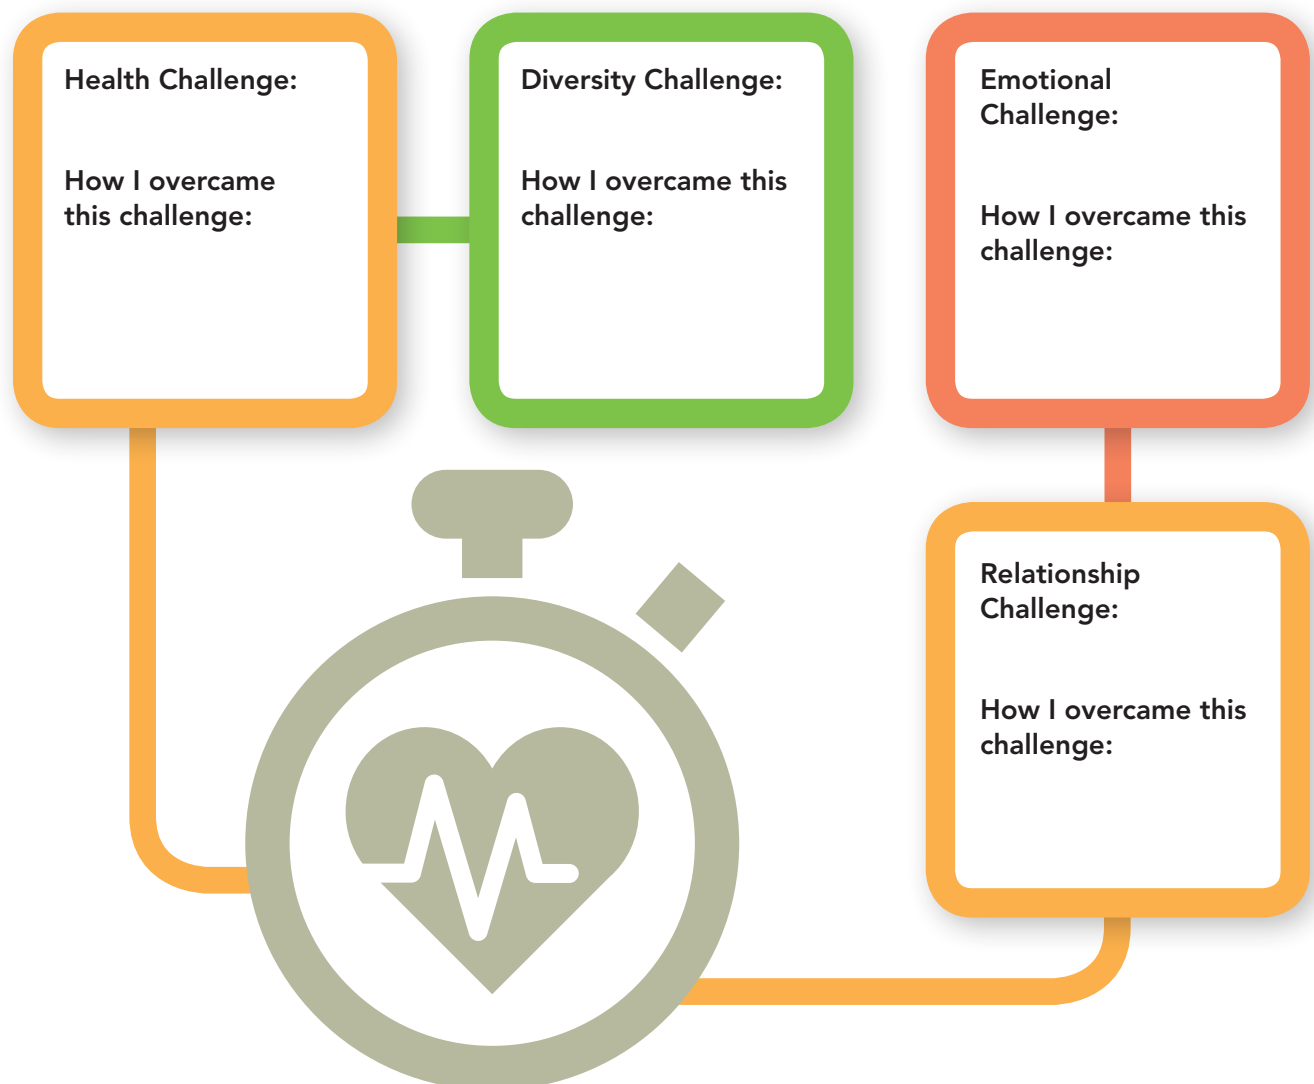 Health Challenge:
How I overcame
this challenge:
Diversity Challenge:
How I overcame this
challenge:
Emotional
Challenge:
How I overcame this
challenge:
Relationship
Challenge:
How I overcame this
challenge: